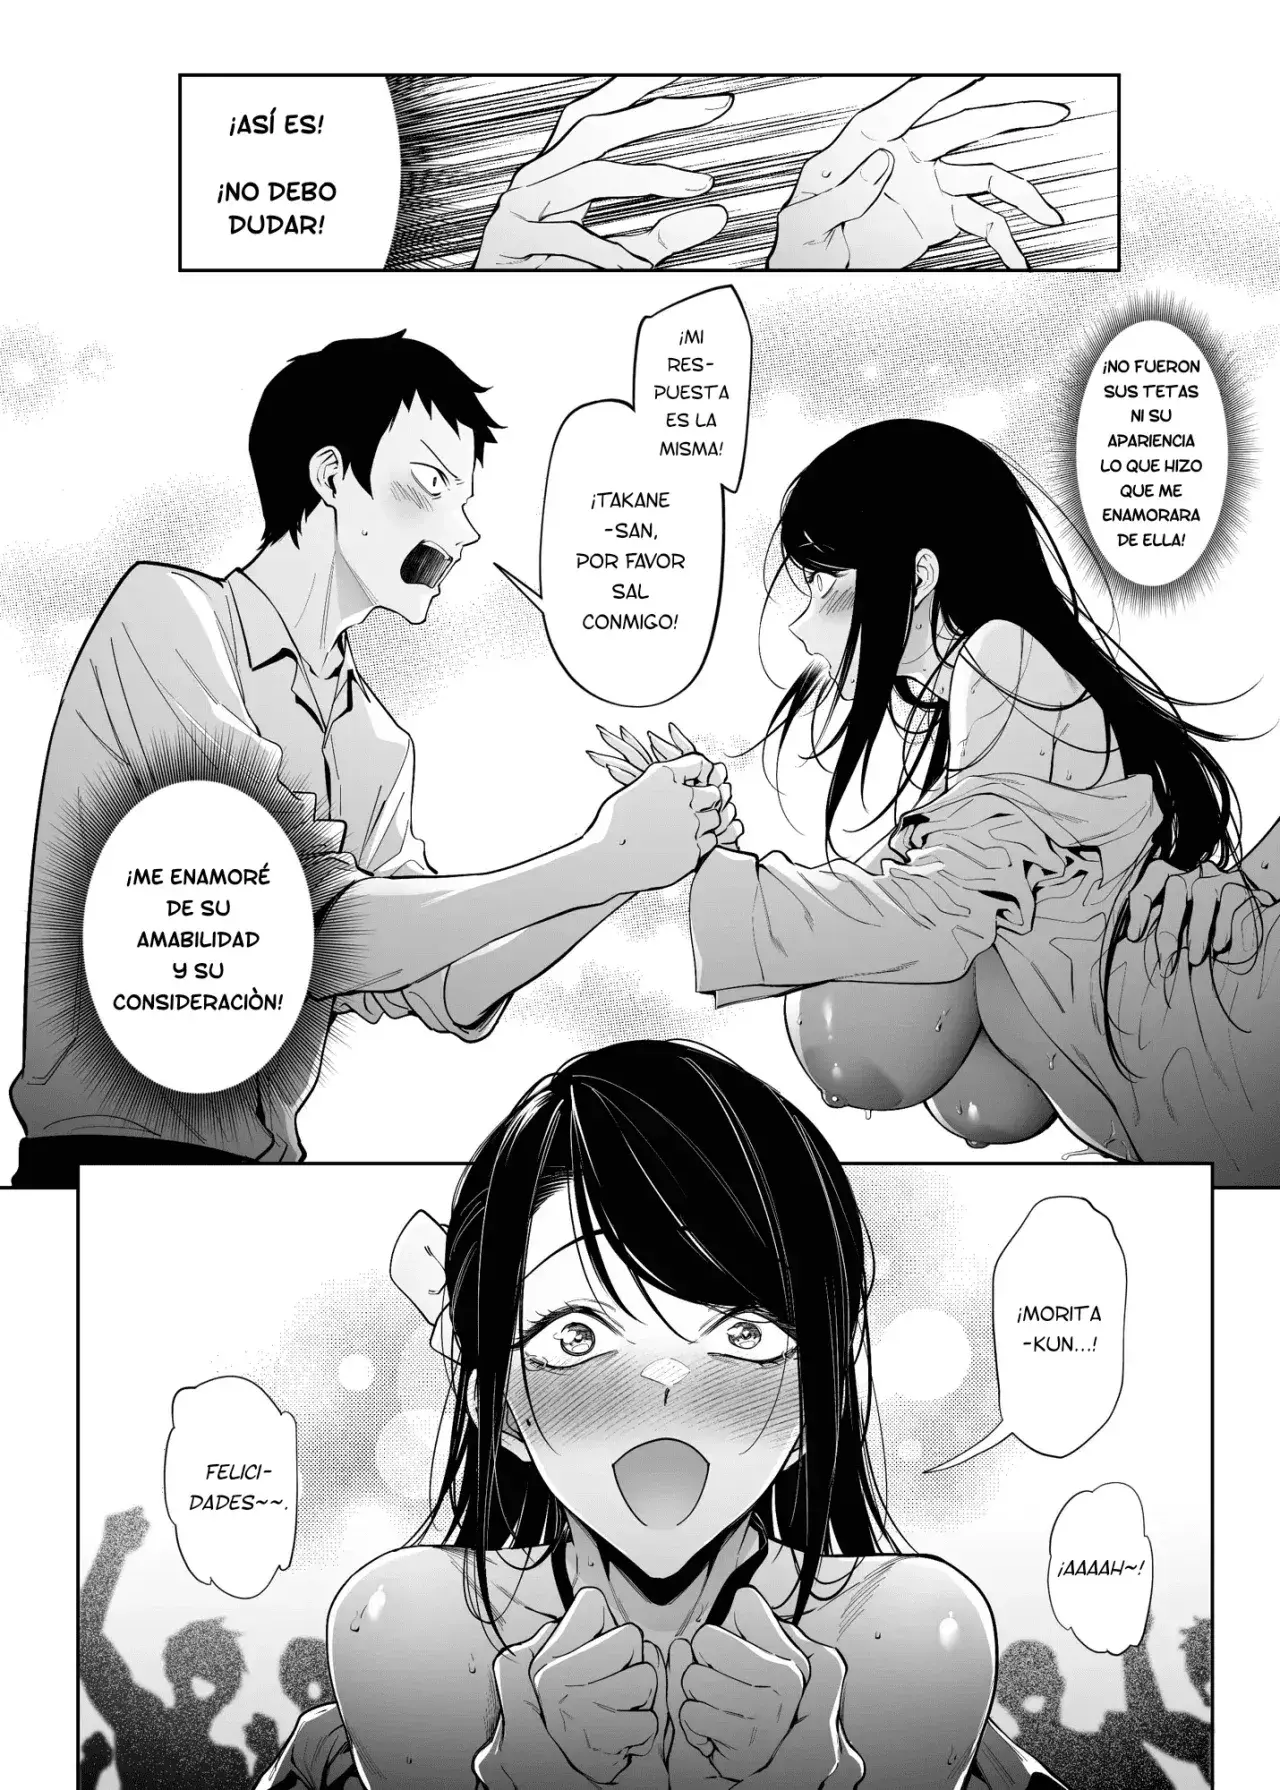 ¡ASÍ ES!
¡NO DEBO
DUDAR!
¡NO FUERON
SUS TETAS
NI SU
APARIENCIA
LO QUE HIZO
QUE ME
ENAMORARA
DE ELLA!
¡MI
RES-
PUESTA
ES LA
MISMA!
¡TAKANE
-SAN,
POR FAVOR
SAL
CONMIGO!
¡ME ENAMORÉ
DE SU
AMABILIDAD
Y SU
CONSIDERACIÒN!
¡MORITA
-KUN...!
FELICI-
DADES~~.
¡AAAAH~!